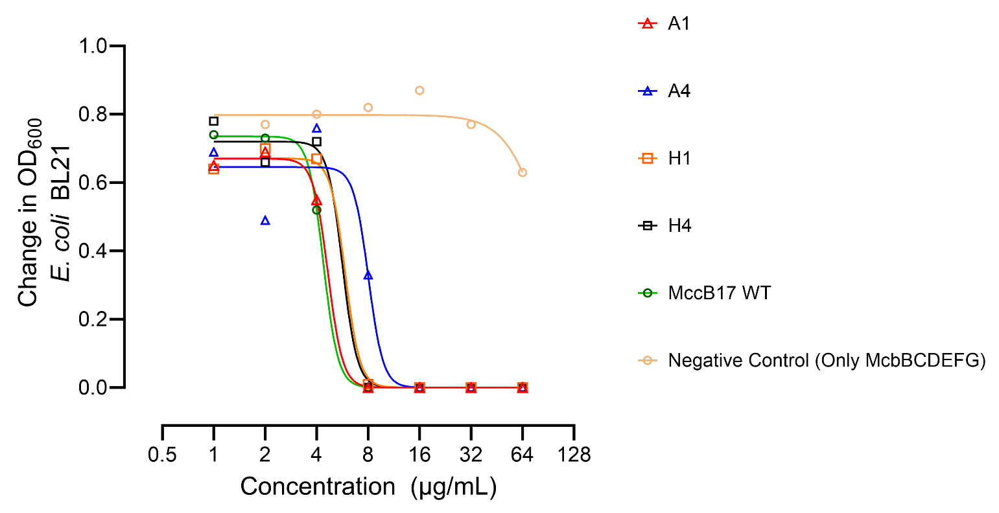 Change in OD600
E. coli BL21
1.0
0.8
0.6
0.4
0.2
0.0
0.5 1 2 4 8 16 32 64 128
Concentration (µg/mL)
A1
A4
H1
H4
MccB17 WT
Negative Control (Only McbBCDEFG)